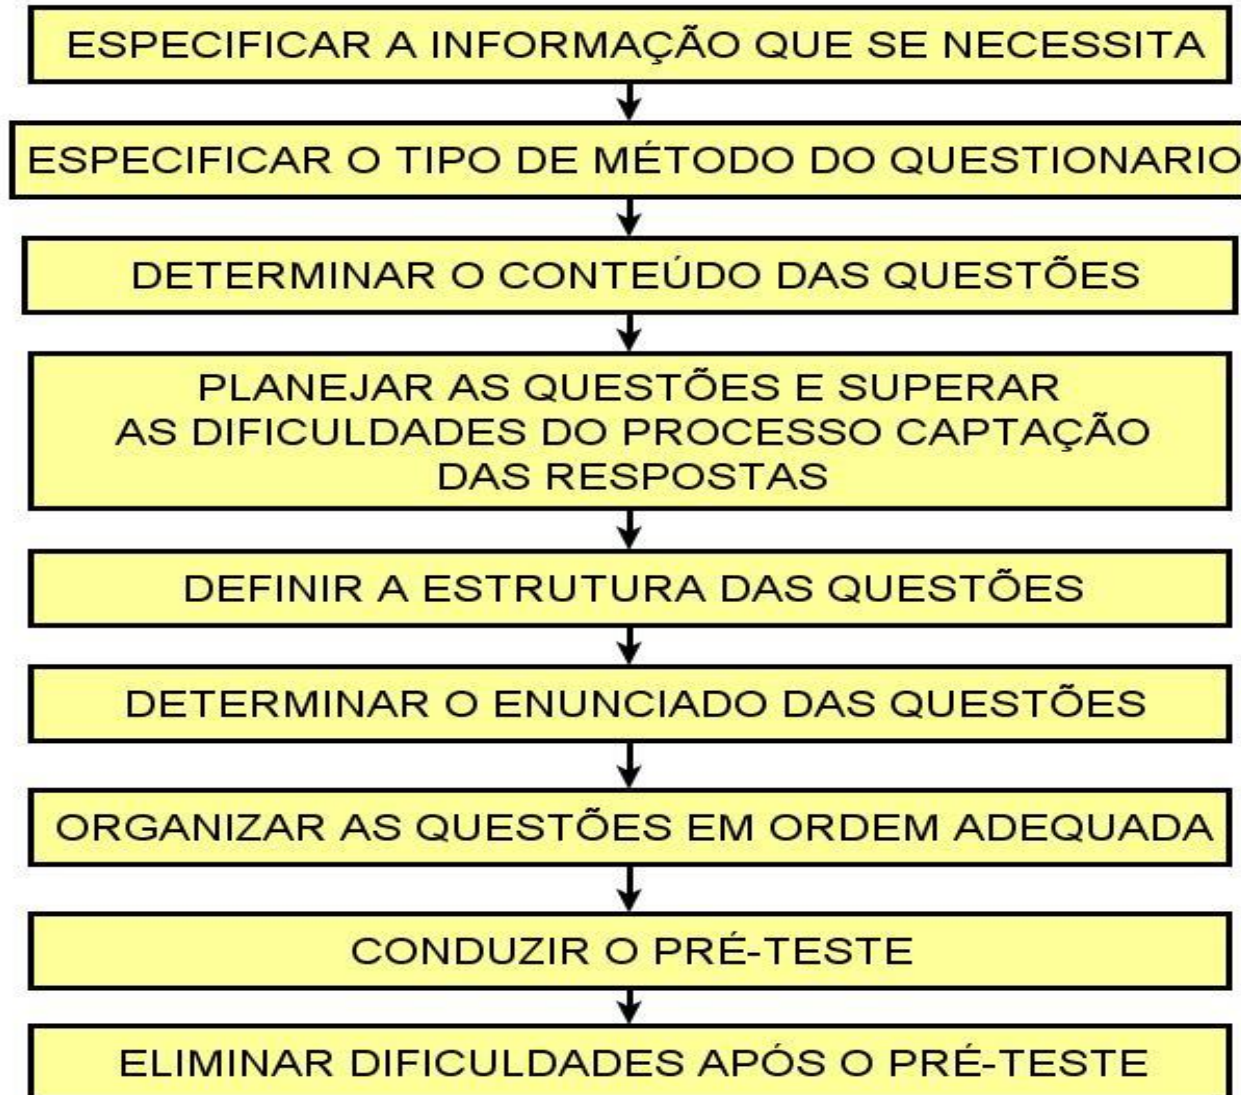 ESPECIFICAR A INFORMAÇÃO QUE SE NECESSITA
ESPECIFICAR O TIPO DE MÉTODO DO QUESTIONARIO
DETERMINAR O CONTEÚDO DAS QUESTÕES
PLANEJAR AS QUESTÕES E SUPERAR
AS DIFICULDADES DO PROCESSO CAPTAÇÃO
DAS RESPOSTAS
DEFINIR A ESTRUTURA DAS QUESTÕES
DETERMINAR O ENUNCIADO DAS QUESTÕES
ORGANIZAR AS QUESTÕES EM ORDEM ADEQUADA
CONDUZIR O PRÉ-TESTE
ELIMINAR DIFICULDADES APÓS O PRÉ-TESTE